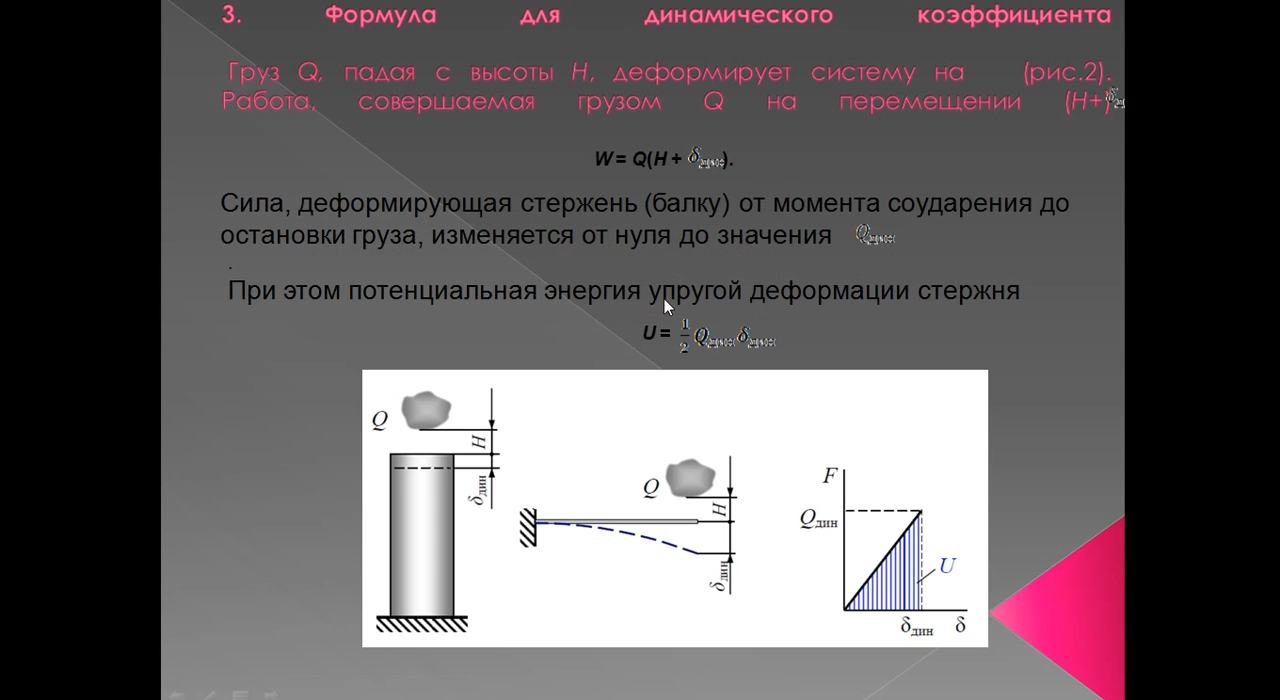 3. Формула для динамического коэффициента
Груз Q, падая с высоты H, деформирует систему на (рис.2).
Работа, совершаемая грузом Q на перемещении (H+)δ
W = Q(H + δдин).
Сила, деформирующая стержень (балку) от момента соударения до
остановки груза, изменяется от нуля до значения Qдин
.
При этом потенциальная энергия упругой деформации стержня
U = 1/2 Qдин δдин
Q
H
δдин
Q
H
δдин
F
Qдин
U
δдин δ